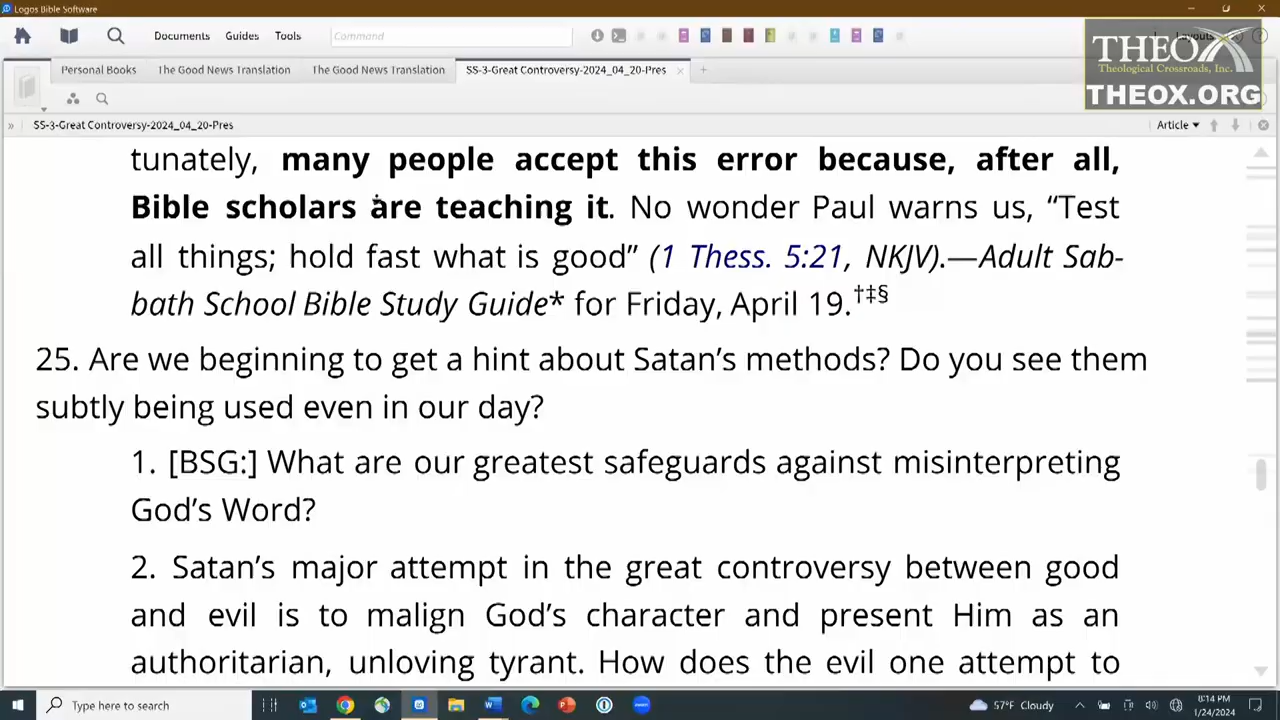 Logos Bible Software
Documents Guides Tools Command Layouts
THEOX
Theological Crossroads, Inc.
THEOX.ORG
Personal Books The Good News Translation The Good News Translat SS-3-Great Controversy-2024_04_20-Pres
SS-3-Great Controversy-2024_04_20-Pres Article
tunately, many people accept this error because, after all,
Bible scholars are teaching it. No wonder Paul warns us, “Test
all things; hold fast what is good” (1 Thess. 5:21, NKJV).—Adult Sab-
bath School Bible Study Guide* for Friday, April 19.†‡§
25. Are we beginning to get a hint about Satan’s methods? Do you see them
subtly being used even in our day?
1. [BSG:] What are our greatest safeguards against misinterpreting
God’s Word?
2. Satan’s major attempt in the great controversy between good
and evil is to malign God’s character and present Him as an
authoritarian, unloving tyrant. How does the evil one attempt to
Type here to search 57°F Cloudy 8:14 PM
1/24/2024